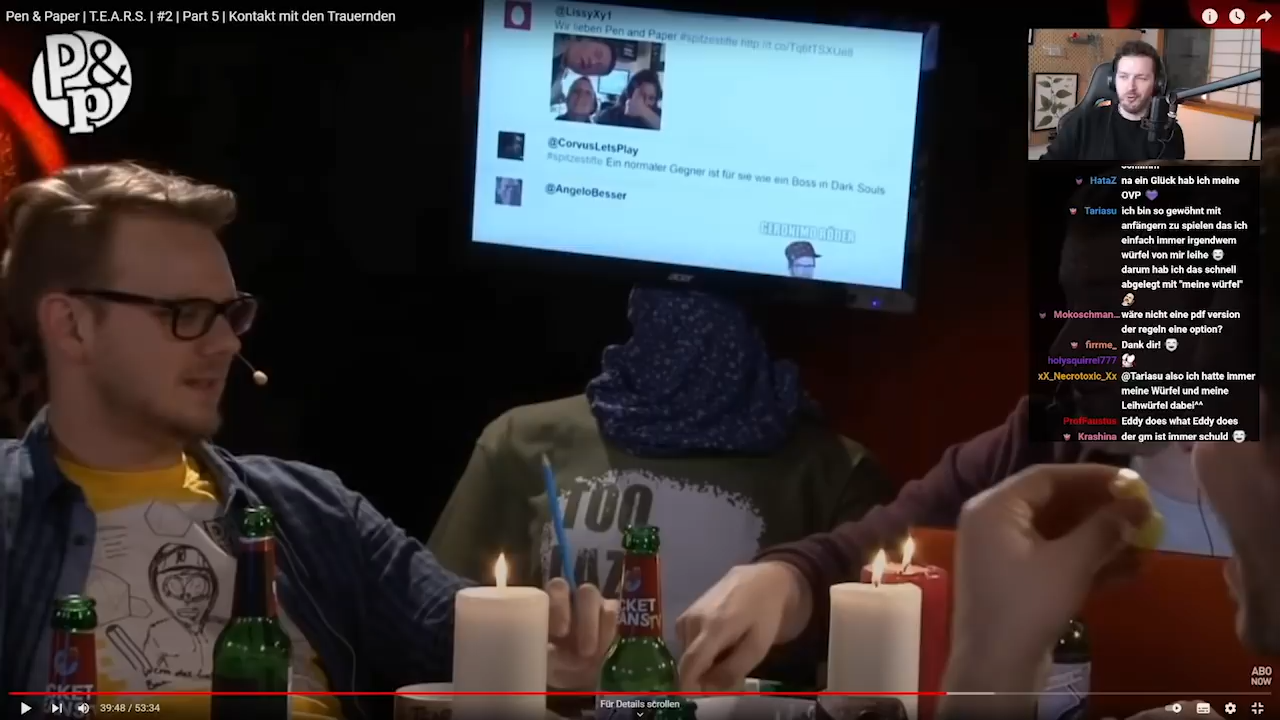 Pen & Paper | T.E.A.R.S. | #2 | Part 5 | Kontakt mit den Trauernden
P&P
@LissyXy1
Wir lieben Pen and Paper #spitzestifte
@CorvusLetsPlay
#spitzestifte Ein normaler Gegner ist für sie wie ein Boss in Dark Souls
@AngeloBesser
GERONIMO RÖDER
acer
HataZ na ein Glück hab ich meine
OVP
Tariasu ich bin so gewöhnt mit
anfängern zu spielen das ich
einfach immer irgendwem
würfel von mir leihe
darum hab ich das schnell
abgelegt mit "meine würfel"
Mokoschman... wäre nicht eine pdf version
der regeln eine option?
firrme_ Dank dir!
holysquirrel777
xX_Necrotoxic_Xx @Tariasu also ich hatte immer
meine Würfel und meine
Leihwürfel dabei^^
ProfFaustus Eddy does what Eddy does
Krashina der gm ist immer schuld
TOO
CKET
BEANSTV
CKET
ABO
NOW
39:48 / 53:34
Für Details scrollen